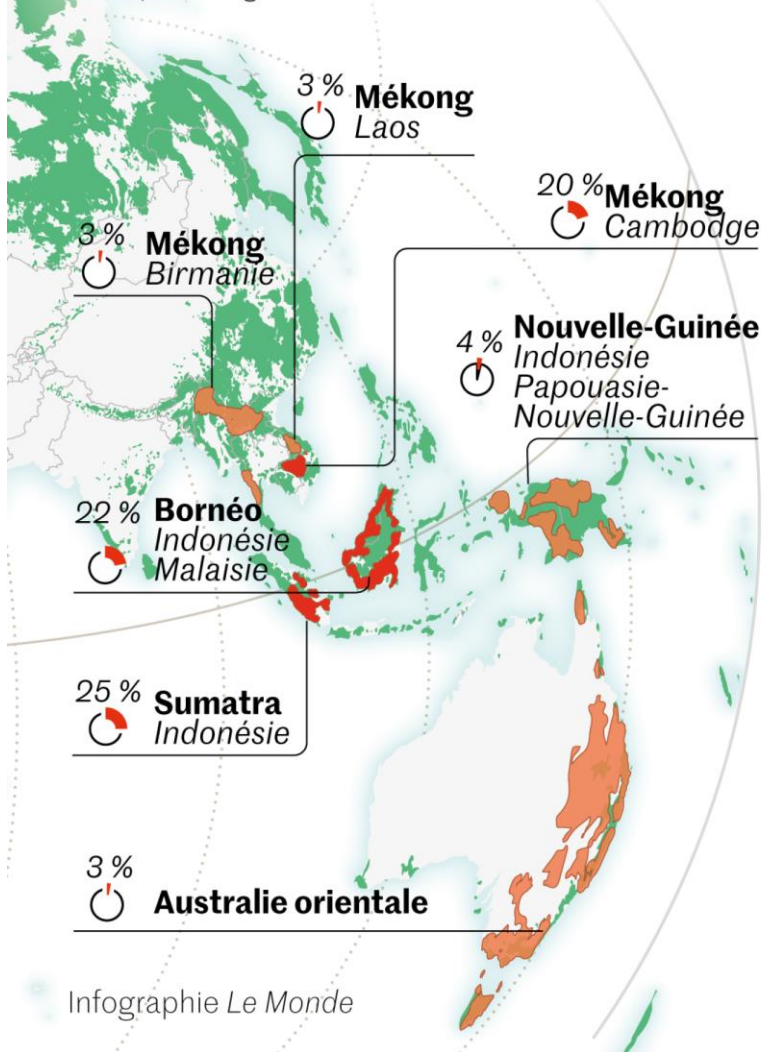 3 %
Mékong
Laos
20 %
Mékong
Cambodge
3 %
Mékong
Birmanie
4 %
Nouvelle-Guinée
Indonésie
Papouasie-
Nouvelle-Guinée
22 %
Bornéo
Indonésie
Malaisie
25 %
Sumatra
Indonésie
3 %
Australie orientale
Infographie Le Monde